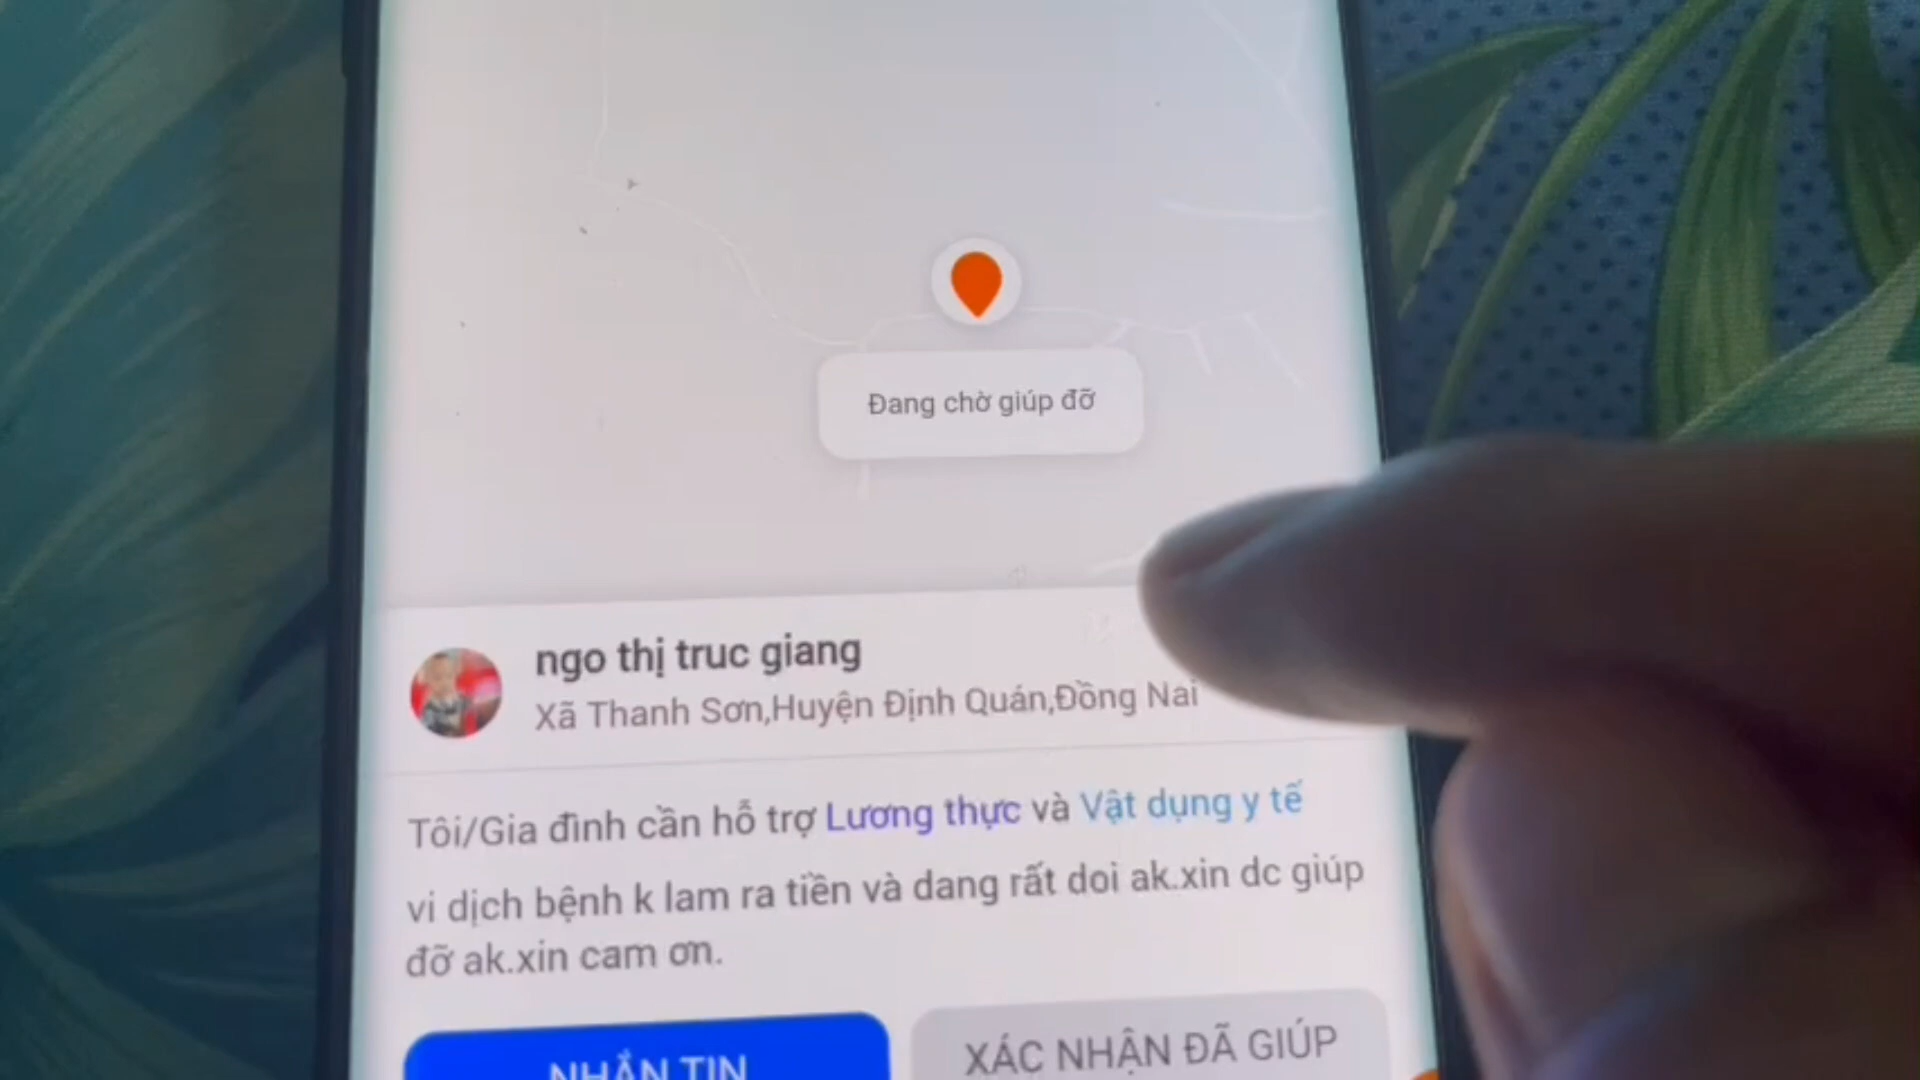 Đang chờ giúp đỡ
ngo thị truc giang
Xã Thanh Sơn,Huyện Định Quán,Đồng Nai
Tôi/Gia đình cần hỗ trợ Lương thực và Vật dụng y tế
vi dịch bệnh k lam ra tiền và dang rất doi ak.xin dc giúp
đỡ ak.xin cam ơn.
NHẮN TIN
XÁC NHẬN ĐÃ GIÚP